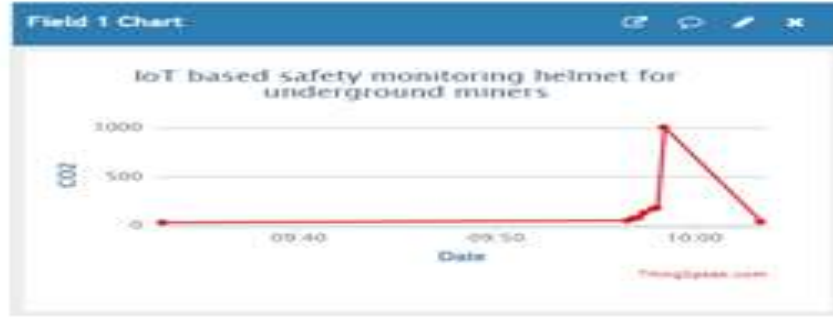 Field 1 Chart
IoT based safety monitoring helmet for
underground miners
1000
500
0
CO2
09:40
09:50
10:00
Date
ThingSpeak.com